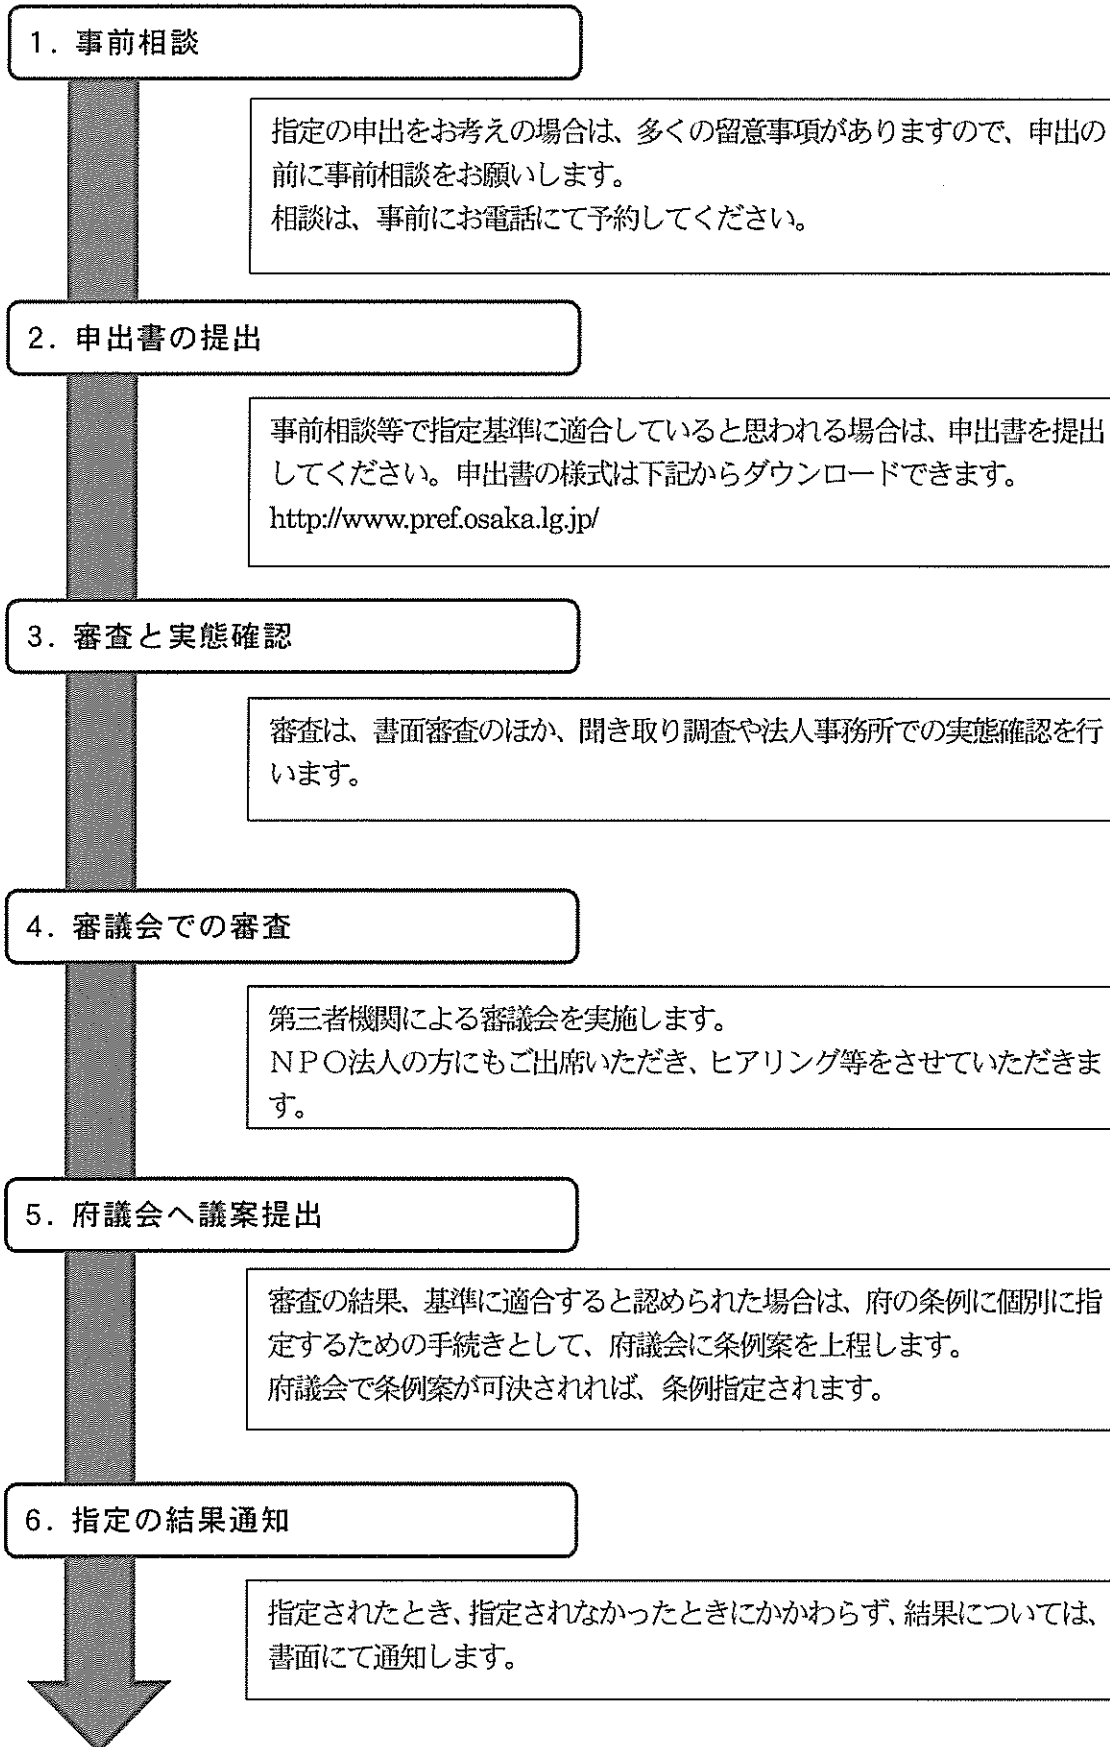 1. 事前相談
指定の申出をお考えの場合は、多くの留意事項がありますので、申出の
前に事前相談をお願いします。
相談は、事前にお電話にて予約してください。
2. 申出書の提出
事前相談等で指定基準に適合していると思われる場合は、申出書を提出
してください。申出書の様式は下記からダウンロードできます。
http://www.pref.osaka.lg.jp/
3. 審査と実態確認
審査は、書面審査のほか、聞き取り調査や法人事務所での実態確認を行
います。
4. 審議会での審査
第三者機関による審議会を実施します。
NPO法人の方にもご出席いただき、ヒアリング等をさせていただきま
す。
5. 府議会へ議案提出
審査の結果、基準に適合すると認められた場合は、府の条例に個別に指
定するための手続きとして、府議会に条例案を上程します。
府議会で条例案が可決されれば、条例指定されます。
6. 指定の結果通知
指定されたとき、指定されなかったときにかかわらず、結果については、
書面にて通知します。